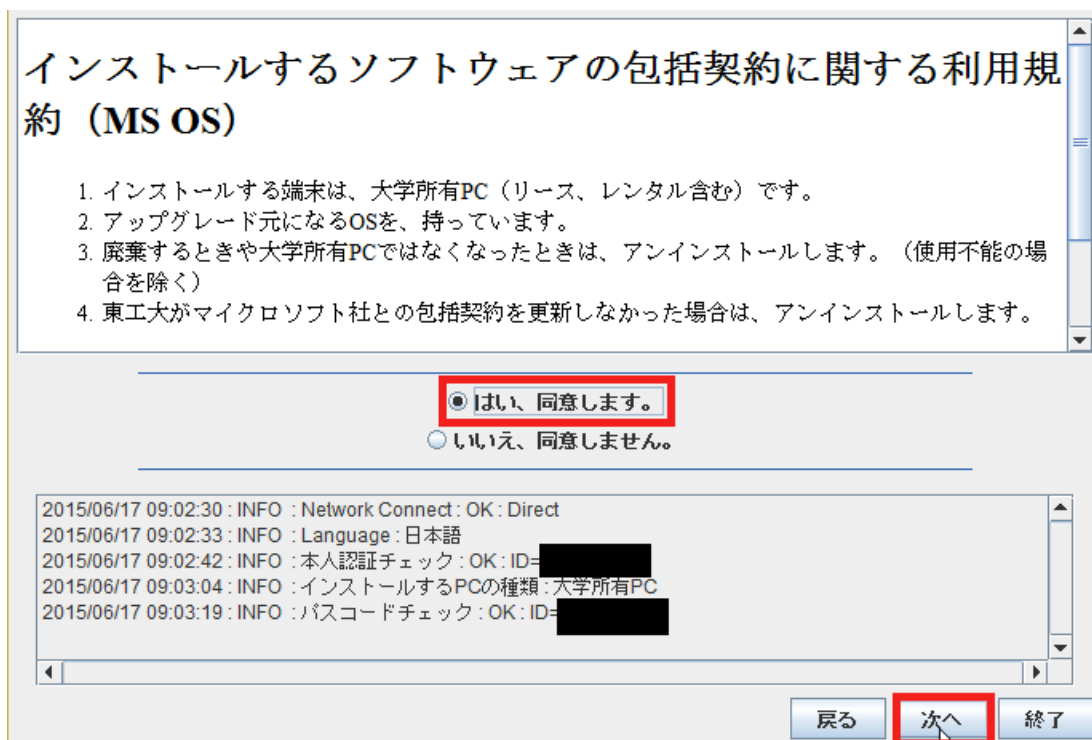 インストールするソフトウェアの包括契約に関する利用規
約（MS OS）
1. インストールする端末は、大学所有PC（リース、レンタル含む）です。
2. アップグレード元になるOSを、持っています。
3. 廃棄するときや大学所有PCではなくなったときは、アンインストールします。（使用不能の場
合を除く）
4. 東工大がマイクロソフト社との包括契約を更新しなかった場合は、アンインストールします。
はい、同意します。
いいえ、同意しません。
2015/06/17 09:02:30 : INFO : Network Connect : OK : Direct
2015/06/17 09:02:33 : INFO : Language : 日本語
2015/06/17 09:02:42 : INFO : 本人認証チェック : OK : ID=
2015/06/17 09:03:04 : INFO : インストールするPCの種類 : 大学所有PC
2015/06/17 09:03:19 : INFO : パスコードチェック : OK : ID=
戻る 次へ 終了